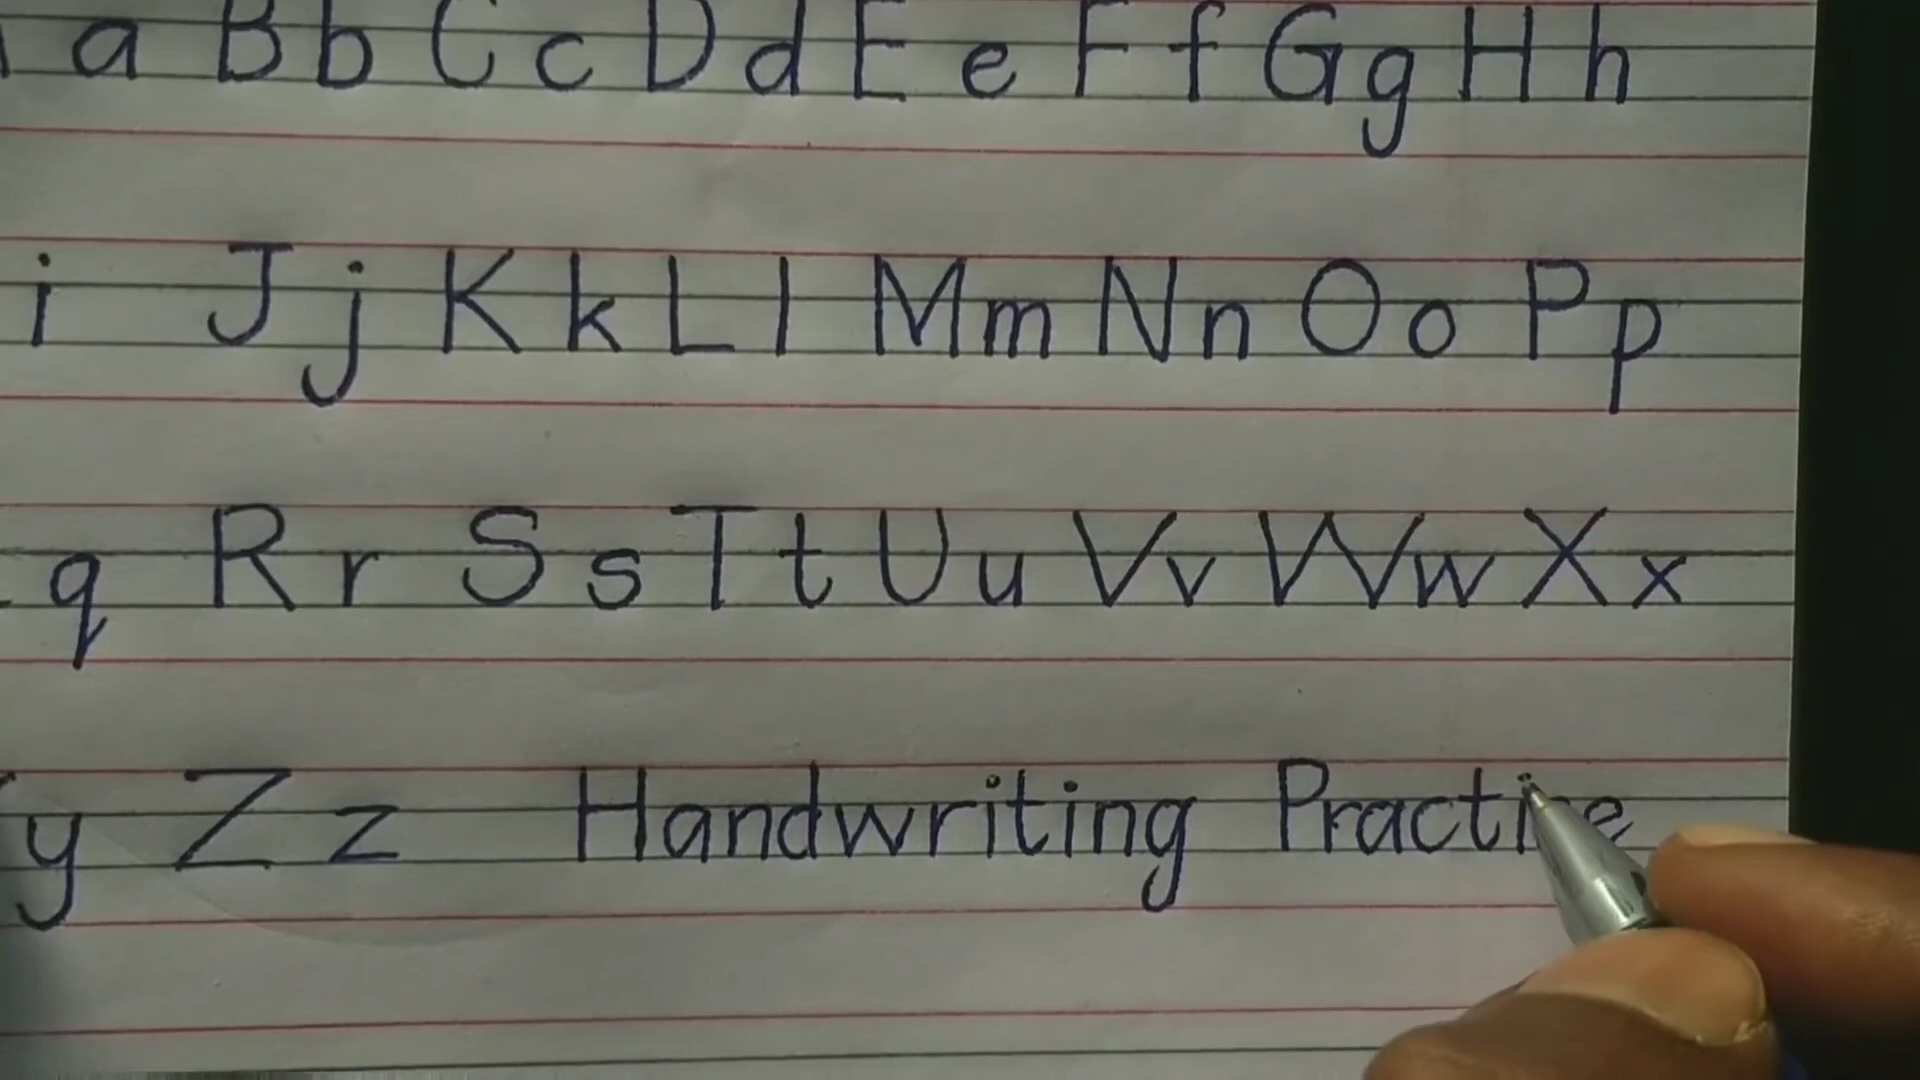 a B b C c D d E e F f G g H h
i J j K k L l M m N n O o P p
q R r S s T t U u V v W w X x
y Z z Handwriting Practice